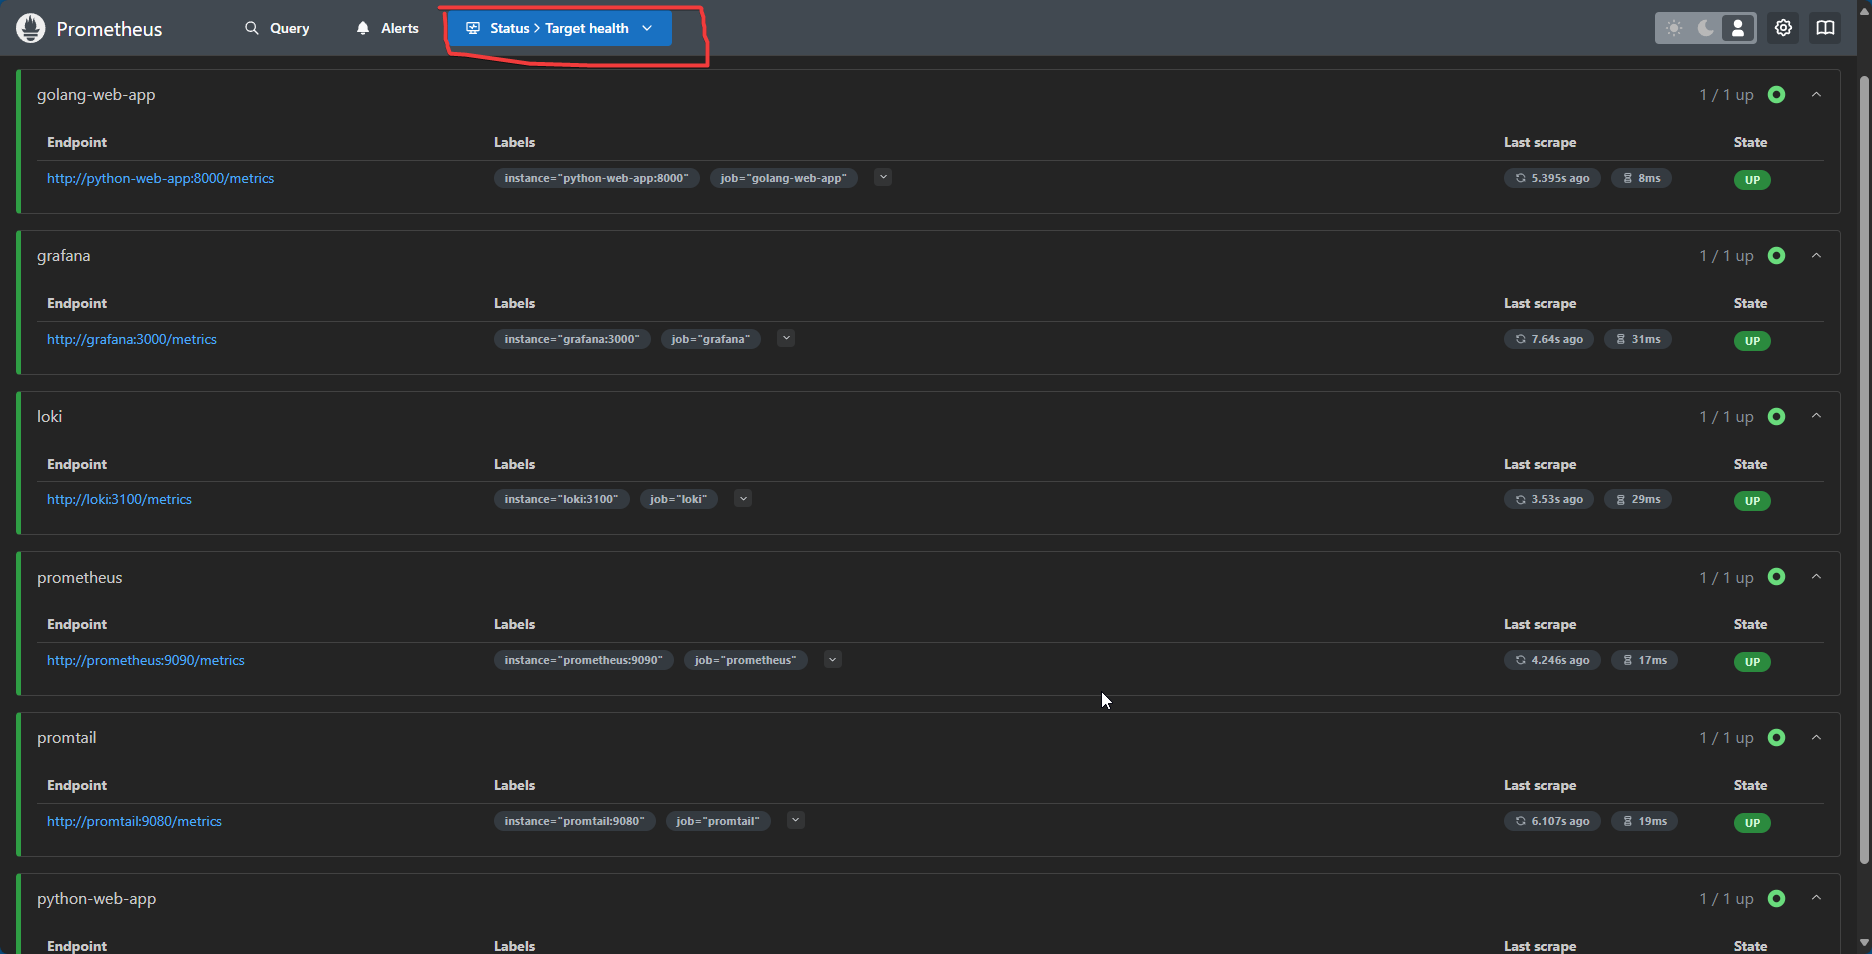 Prometheus Query Alerts Status > Target health
golang-web-app 1 / 1 up
Endpoint Labels Last scrape State
http://python-web-app:8000/metrics instance="python-web-app:8000" job="golang-web-app" 5.395s ago 8ms UP
grafana 1 / 1 up
Endpoint Labels Last scrape State
http://grafana:3000/metrics instance="grafana:3000" job="grafana" 7.64s ago 31ms UP
loki 1 / 1 up
Endpoint Labels Last scrape State
http://loki:3100/metrics instance="loki:3100" job="loki" 3.53s ago 29ms UP
prometheus 1 / 1 up
Endpoint Labels Last scrape State
http://prometheus:9090/metrics instance="prometheus:9090" job="prometheus" 4.246s ago 17ms UP
promtail 1 / 1 up
Endpoint Labels Last scrape State
http://promtail:9080/metrics instance="promtail:9080" job="promtail" 6.107s ago 19ms UP
python-web-app 1 / 1 up
Endpoint Labels Last scrape State